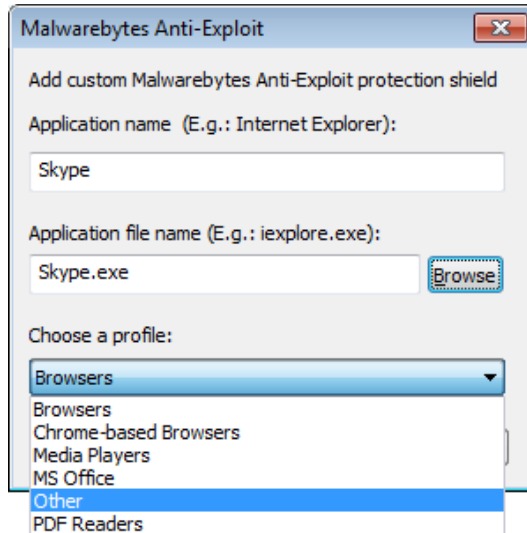 Malwarebytes Anti-Exploit
Add custom Malwarebytes Anti-Exploit protection shield
Application name (E.g.: Internet Explorer):
Skype
Application file name (E.g.: iexplore.exe):
Skype.exe
Browse
Choose a profile:
Browsers
Browsers
Chrome-based Browsers
Media Players
MS Office
Other
PDF Readers